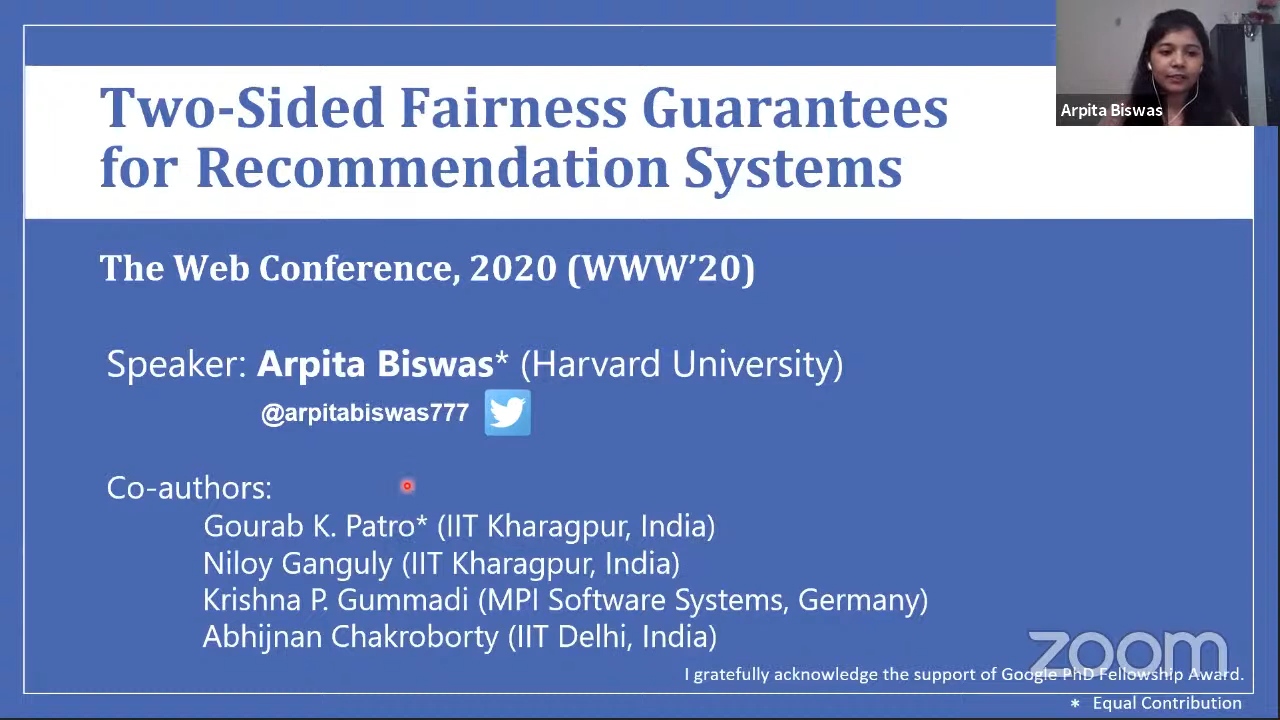 Two-Sided Fairness Guarantees
for Recommendation Systems
Arpita Biswas
The Web Conference, 2020 (WWW’20)
Speaker: Arpita Biswas* (Harvard University)
@arpitabiswas777
Co-authors:
Gourab K. Patro* (IIT Kharagpur, India)
Niloy Ganguly (IIT Kharagpur, India)
Krishna P. Gummadi (MPI Software Systems, Germany)
Abhijnan Chakroborty (IIT Delhi, India)
zoom
I gratefully acknowledge the support of Google PhD Fellowship Award.
* Equal Contribution